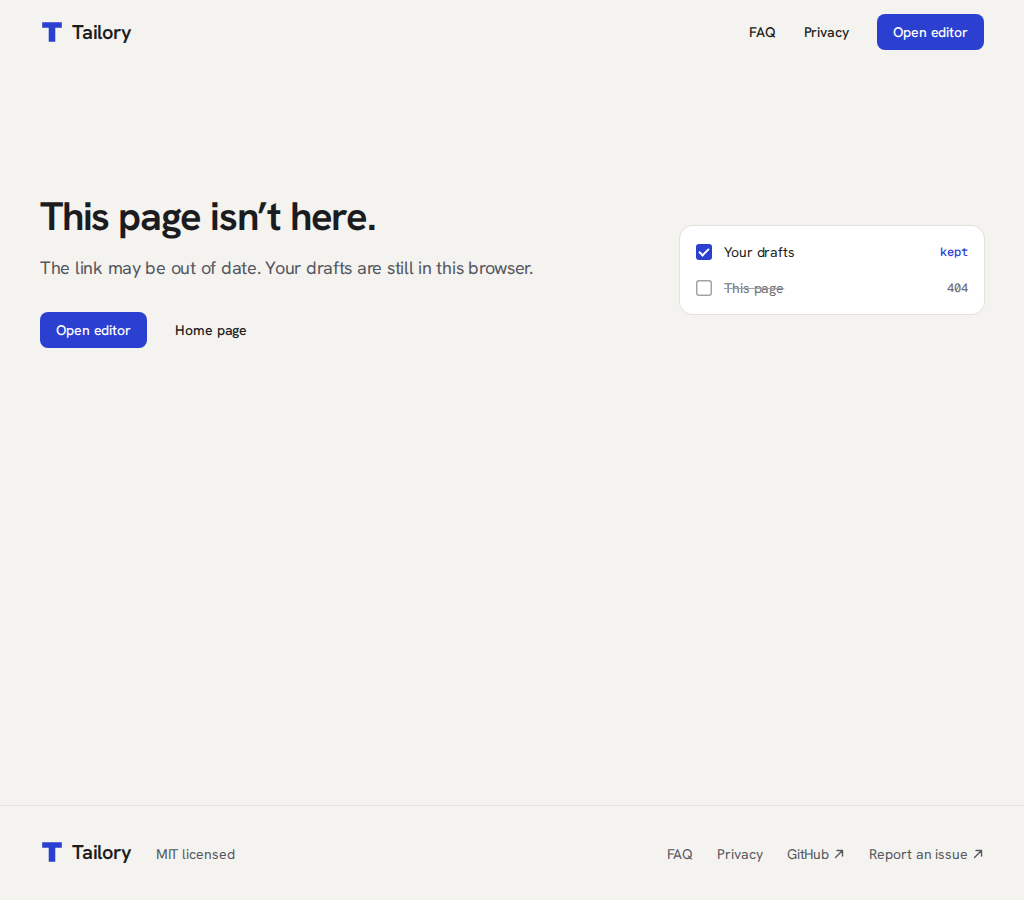 Tailory
FAQ Privacy Open editor
This page isn’t here.
The link may be out of date. Your drafts are still in this browser.
Open editor Home page
Your drafts kept
This page 404
Tailory MIT licensed
FAQ Privacy GitHub Report an issue